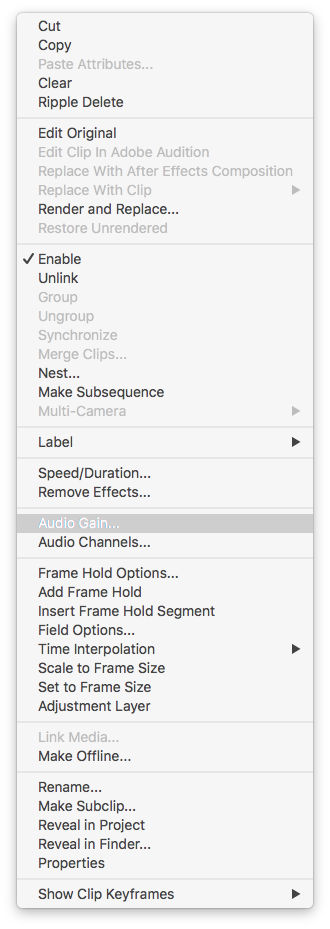 Cut
Copy
Paste Attributes...
Clear
Ripple Delete
Edit Original
Edit Clip In Adobe Audition
Replace With After Effects Composition
Replace With Clip
Render and Replace...
Restore Unrendered
Enable
Unlink
Group
Ungroup
Synchronize
Merge Clips...
Nest...
Make Subsequence
Multi-Camera
Label
Speed/Duration...
Remove Effects...
Audio Gain...
Audio Channels...
Frame Hold Options...
Add Frame Hold
Insert Frame Hold Segment
Field Options...
Time Interpolation
Scale to Frame Size
Set to Frame Size
Adjustment Layer
Link Media...
Make Offline...
Rename...
Make Subclip...
Reveal in Project
Reveal in Finder...
Properties
Show Clip Keyframes